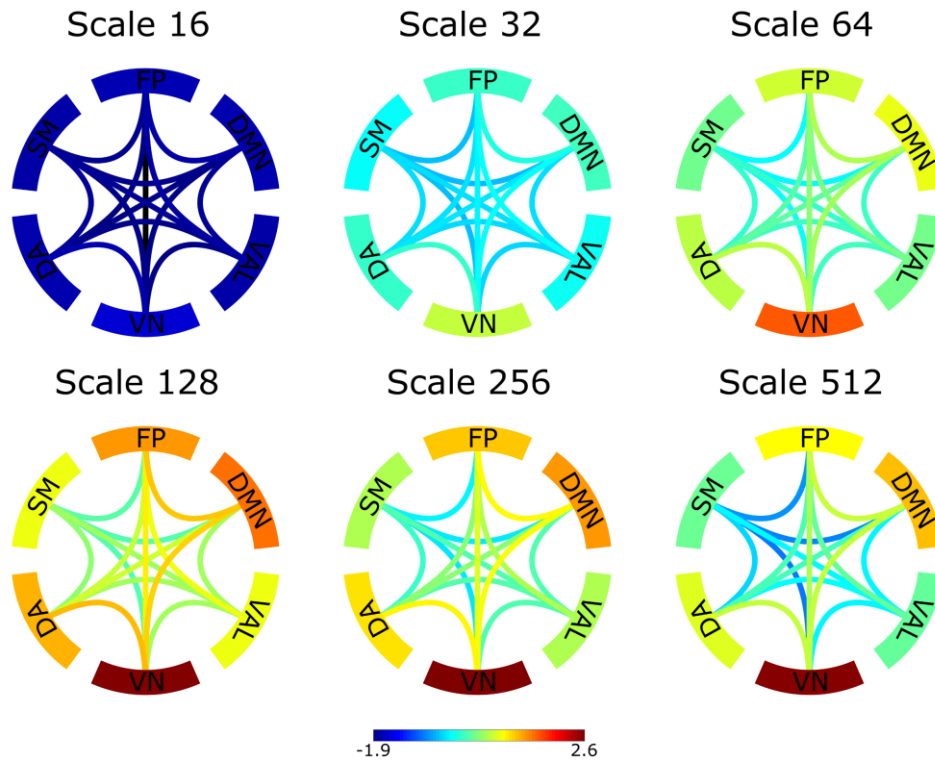 Scale 16
Scale 32
Scale 64
FP
SM
DMN
DA
VAL
VN
FP
SM
DMN
DA
VAL
VN
FP
SM
DMN
DA
VAL
VN
Scale 128
Scale 256
Scale 512
FP
SM
DMN
DA
VAL
VN
FP
SM
DMN
DA
VAL
VN
FP
SM
DMN
DA
VAL
VN
-1.9
2.6